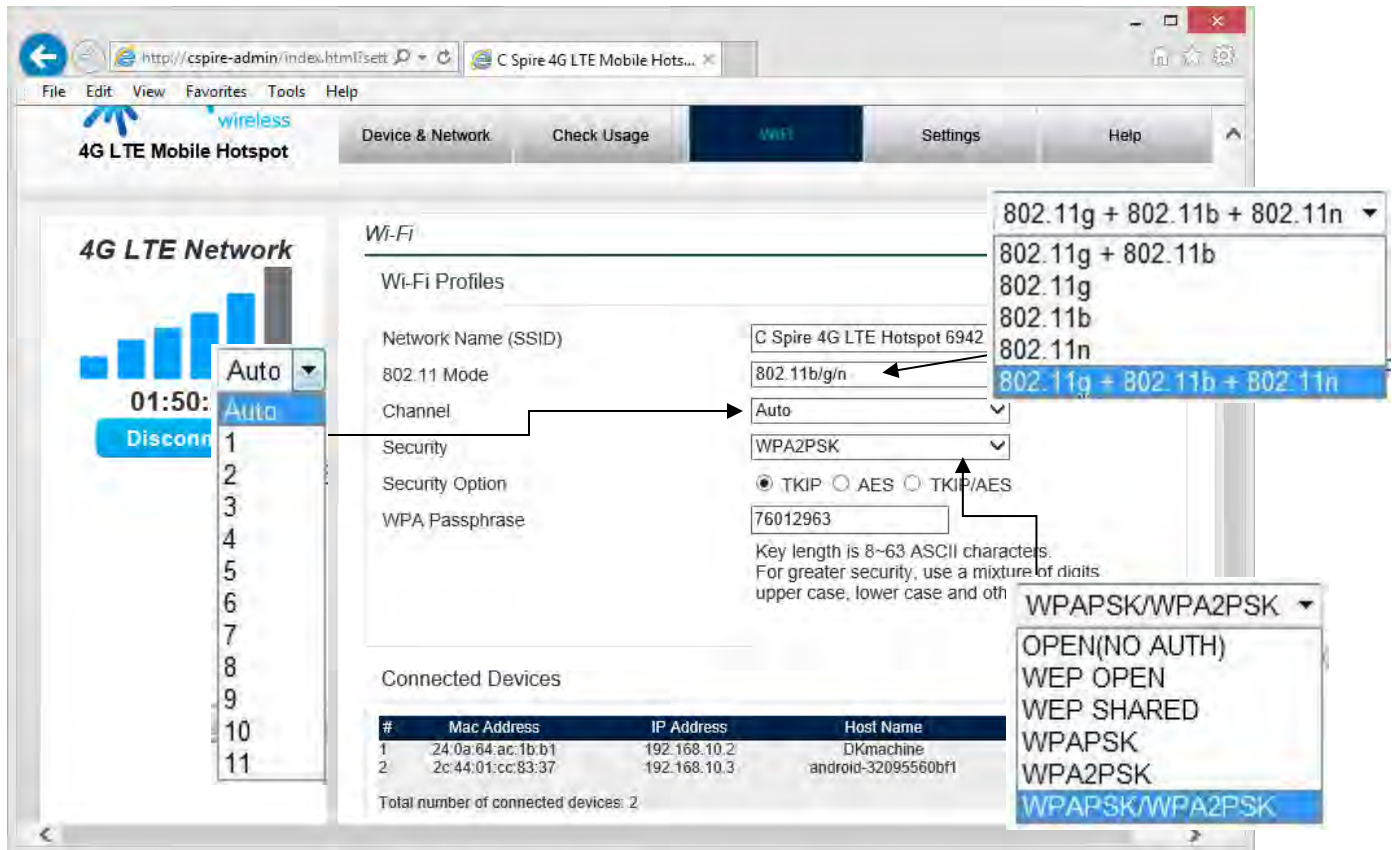 http://cspire-admin/index.html?sett
C Spire 4G LTE Mobile Hots...
File Edit View Favorites Tools Help
wireless
4G LTE Mobile Hotspot
Device & Network Check Usage WiFi Settings Help
4G LTE Network
01:50:
Disconn
Auto
Auto
1
2
3
4
5
6
7
8
9
10
11
Wi-Fi
Wi-Fi Profiles
Network Name (SSID) C Spire 4G LTE Hotspot 6942
802.11 Mode 802.11b/g/n
Channel Auto
Security WPA2PSK
Security Option TKIP AES TKIP/AES
WPA Passphrase 76012963
Key length is 8~63 ASCII characters.
For greater security, use a mixture of digits
upper case, lower case and oth
802.11g + 802.11b + 802.11n
802.11g + 802.11b
802.11g
802.11b
802.11n
802.11g + 802.11b + 802.11n
WPAPSK/WPA2PSK
OPEN(NO AUTH)
WEP OPEN
WEP SHARED
WPAPSK
WPA2PSK
WPAPSK/WPA2PSK
Connected Devices
# Mac Address IP Address Host Name
1 24:0a:64:ac:1b:b1 192.168.10.2 DKmachine
2 2c:44:01:cc:83:37 192.168.10.3 android-32095560bf1
Total number of connected devices: 2